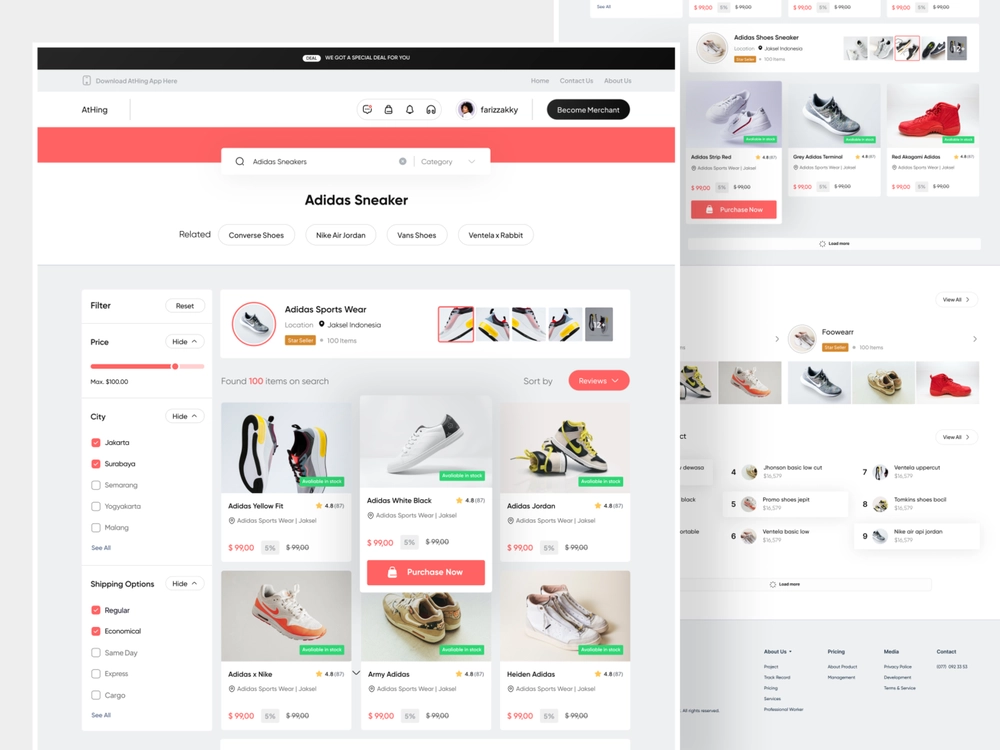 DEAL WE GOT A SPECIAL DEAL FOR YOU
Download AtHing App Here
Home Contact Us About Us
AtHing
farizzakky
Become Merchant
Adidas Sneakers
Category
Adidas Sneaker
Related Converse Shoes Nike Air Jordan Vans Shoes Ventela x Rabbit
Filter Reset
Price Hide
Max. $100.00
City Hide
Jakarta
Surabaya
Semarang
Yogyakarta
Malang
See All
Shipping Options Hide
Regular
Economical
Same Day
Express
Cargo
See All
Adidas Sports Wear
Location Jaksel Indonesia
Star Seller 100 Items
12+
Found 100 items on search
Sort by Reviews
Available in stock
Adidas Yellow Fit 4.8 (87)
Adidas Sports Wear | Jaksel
$ 99,00 5% $ 99,00
Available in stock
Adidas White Black 4.8 (87)
Adidas Sports Wear | Jaksel
$ 99,00 5% $ 99,00
Purchase Now
Available in stock
Adidas Jordan 4.8 (87)
Adidas Sports Wear | Jaksel
$ 99,00 5% $ 99,00
Available in stock
Adidas x Nike 4.8 (87)
Adidas Sports Wear | Jaksel
$ 99,00 5% $ 99,00
Available in stock
Army Adidas 4.8 (87)
Adidas Sports Wear | Jaksel
$ 99,00 5% $ 99,00
Available in stock
Heiden Adidas 4.8 (87)
Adidas Sports Wear | Jaksel
$ 99,00 5% $ 99,00
See All
$ 99,00 5% $ 99,00
$ 99,00 5% $ 99,00
$ 99,00 5% $ 99,00
Adidas Shoes Sneaker
Location Jaksel Indonesia
Star Seller 100 Items
12+
Available in stock
Adidas Strip Red 4.8 (87)
Adidas Sports Wear | Jaksel
$ 99,00 5% $ 99,00
Purchase Now
Available in stock
Grey Adidas Terminal 4.8 (87)
Adidas Sports Wear | Jaksel
$ 99,00 5% $ 99,00
Available in stock
Red Akagami Adidas 4.8 (87)
Adidas Sports Wear | Jaksel
$ 99,00 5% $ 99,00
Load more
View All
Foowearr
Star Seller 100 Items
View All
4 Jhonson basic low cut
$16,579
5 Promo shoes jepit
$16,579
6 Ventela basic low
$16,579
7 Ventela uppercut
$16,579
8 Tomkins shoes bocil
$16,579
9 Nike air api jordan
$16,579
Load more
About Us
Project
Track Record
Pricing
Services
Professional Worker
Pricing
About Product
Management
Media
Privacy Police
Development
Terms & Service
Contact
(077) 092 33 53
All rights reserved.